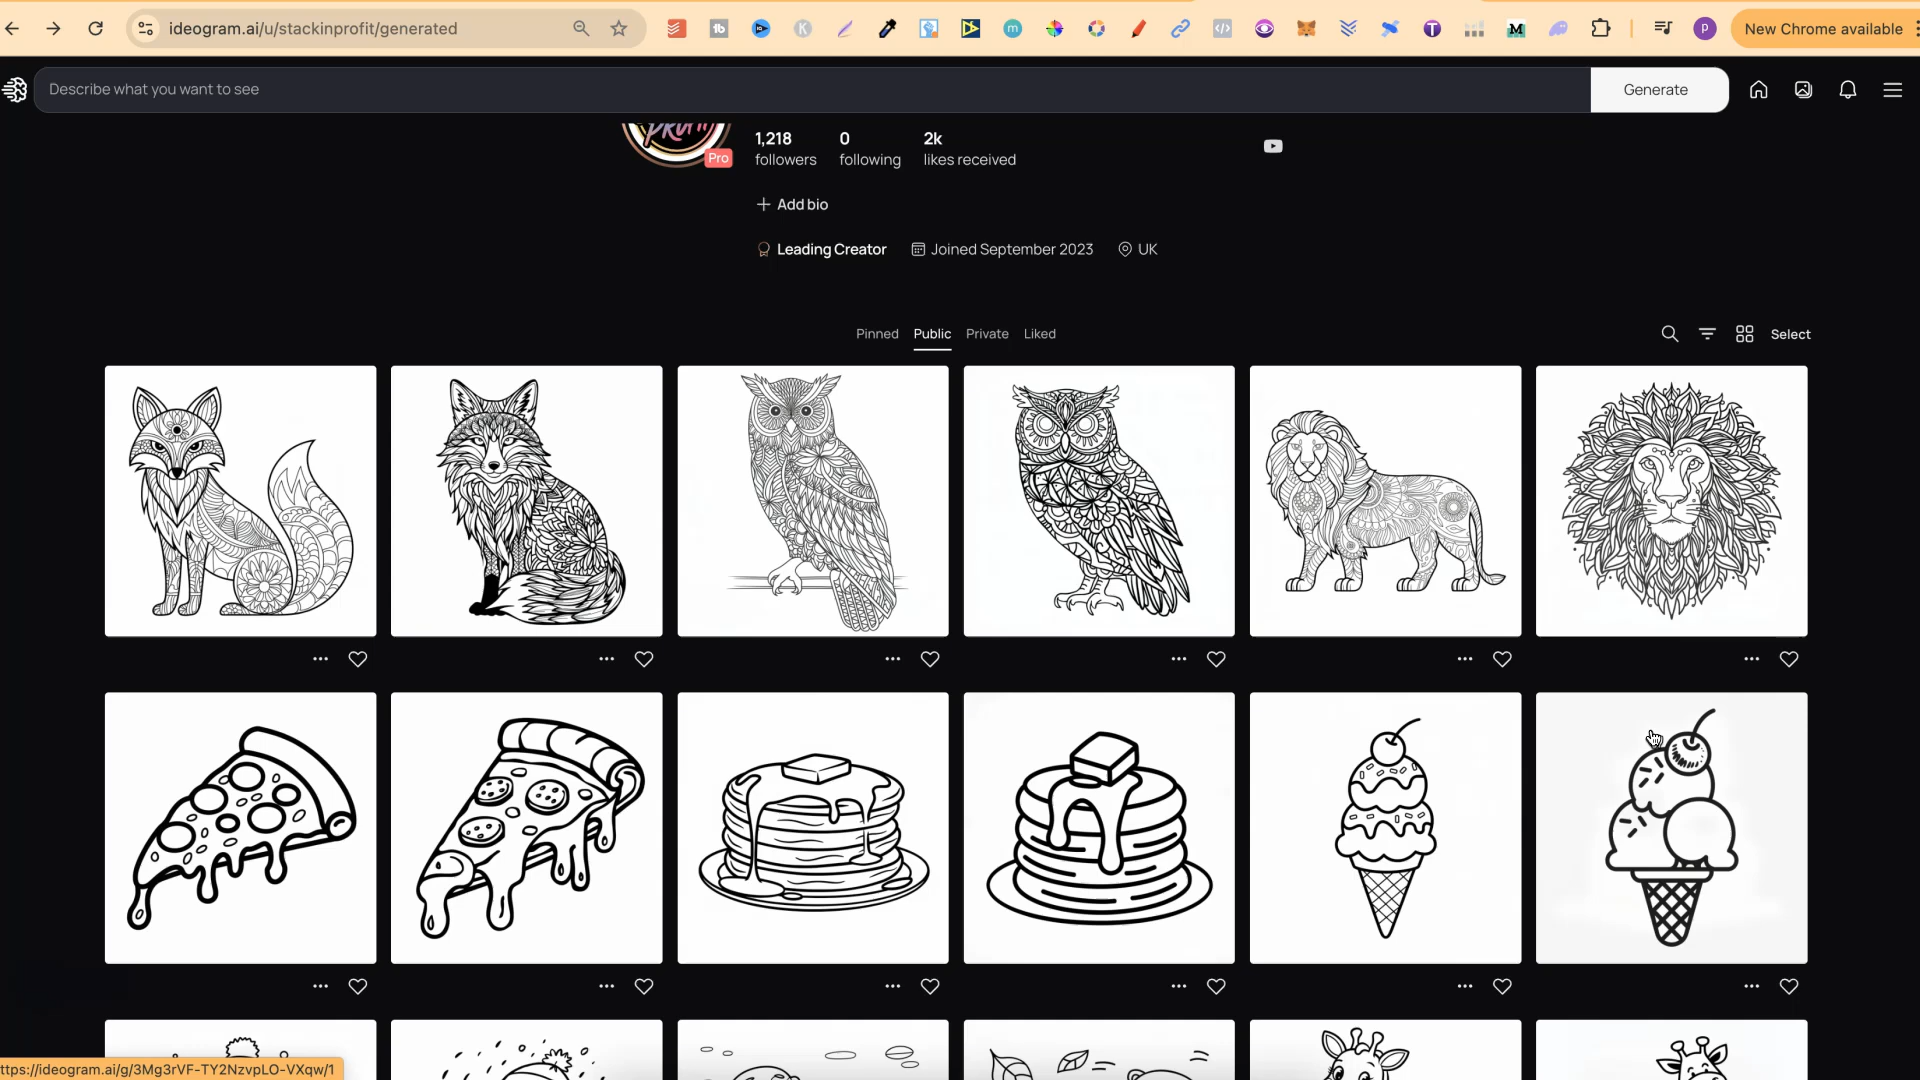 ideogram.ai/u/stackinprofit/generated
New Chrome available
Describe what you want to see
Generate
Pro
1,218
followers
0
following
2k
likes received
Add bio
Leading Creator
Joined September 2023
UK
Pinned
Public
Private
Liked
Select
ttps://ideogram.ai/g/3Mg3rVF-TY2NzvpLO-VXqw/1